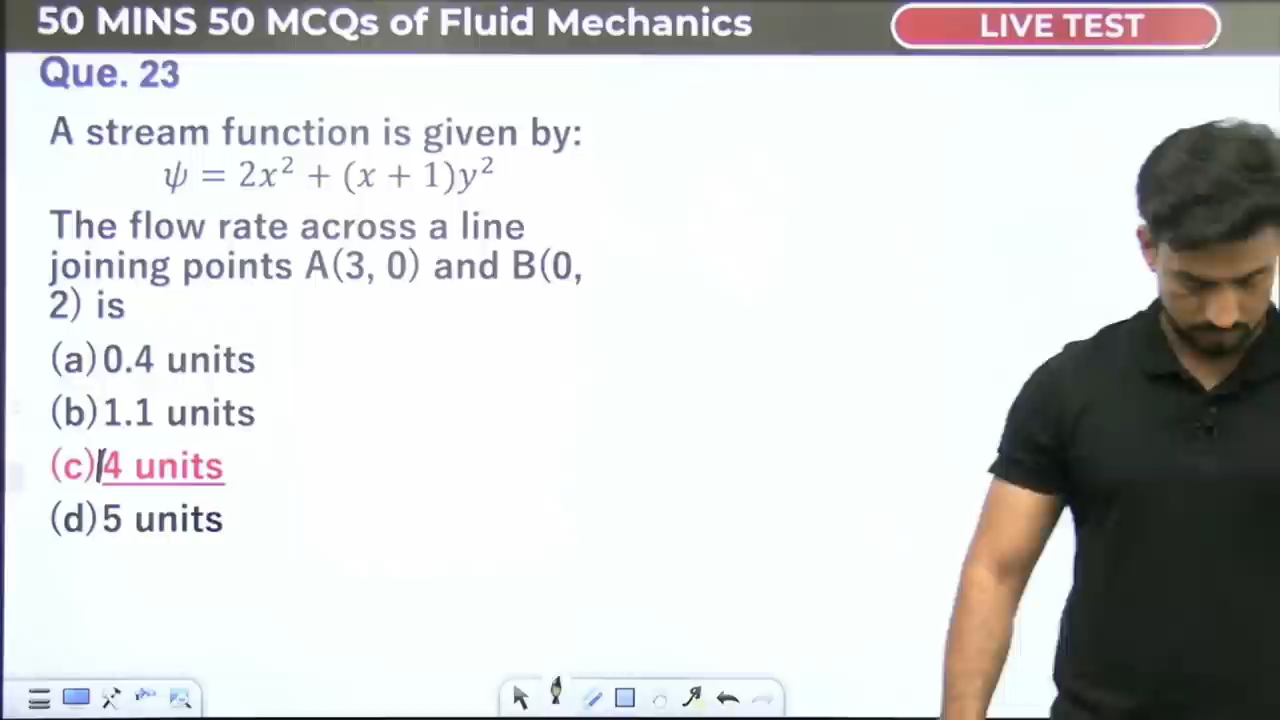 50 MINS 50 MCQs of Fluid Mechanics
LIVE TEST
Que. 23
A stream function is given by:
ψ = 2x² + (x + 1)y²
The flow rate across a line
joining points A(3, 0) and B(0,
2) is
(a) 0.4 units
(b) 1.1 units
(c) 14 units
(d) 5 units